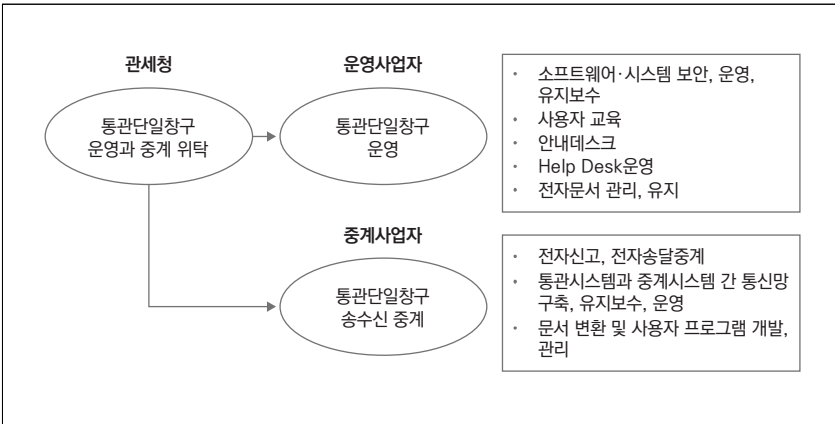 관세청
통관단일창구
운영과 중계 위탁
운영사업자
통관단일창구
운영
• 소프트웨어·시스템 보안, 운영,
유지보수
• 사용자 교육
• 안내데스크
• Help Desk운영
• 전자문서 관리, 유지
중계사업자
통관단일창구
송수신 중계
• 전자신고, 전자송달중계
• 통관시스템과 중계시스템 간 통신망
구축, 유지보수, 운영
• 문서 변환 및 사용자 프로그램 개발,
관리